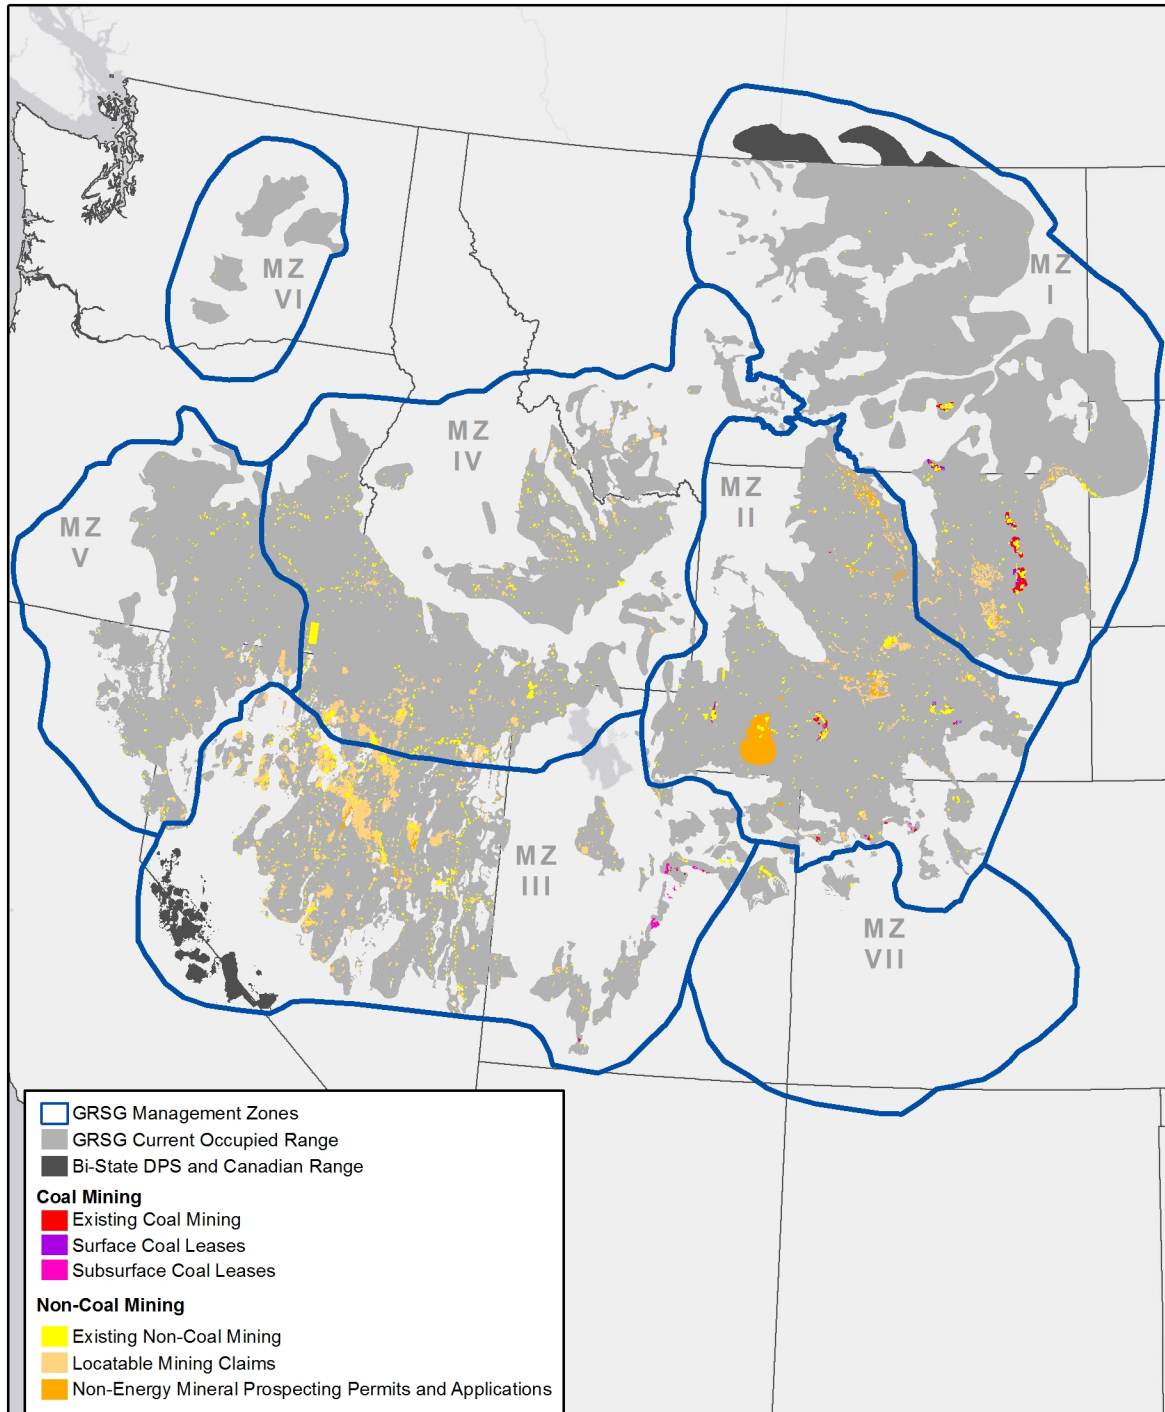 MZ
I
MZ
VI
MZ
IV
MZ
II
MZ
V
MZ
III
MZ
VII
GRSG Management Zones
GRSG Current Occupied Range
Bi-State DPS and Canadian Range
Coal Mining
Existing Coal Mining
Surface Coal Leases
Subsurface Coal Leases
Non-Coal Mining
Existing Non-Coal Mining
Locatable Mining Claims
Non-Energy Mineral Prospecting Permits and Applications